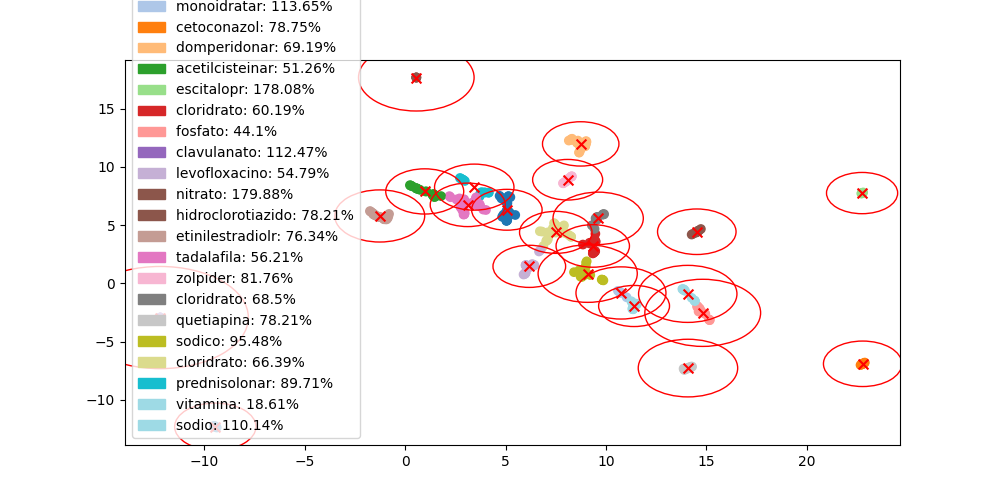 monoidratar: 113.65%
cetoconazol: 78.75%
domperidonar: 69.19%
acetilcisteinar: 51.26%
escitalopr: 178.08%
cloridrato: 60.19%
fosfato: 44.1%
clavulanato: 112.47%
levofloxacino: 54.79%
nitrato: 179.88%
hidroclorotiazido: 78.21%
etinilestradiolr: 76.34%
tadalafila: 56.21%
zolpider: 81.76%
cloridrato: 68.5%
quetiapina: 78.21%
sodico: 95.48%
cloridrato: 66.39%
prednisolonar: 89.71%
vitamina: 18.61%
sodio: 110.14%
15
10
5
0
−5
−10
−10 −5 0 5 10 15 20